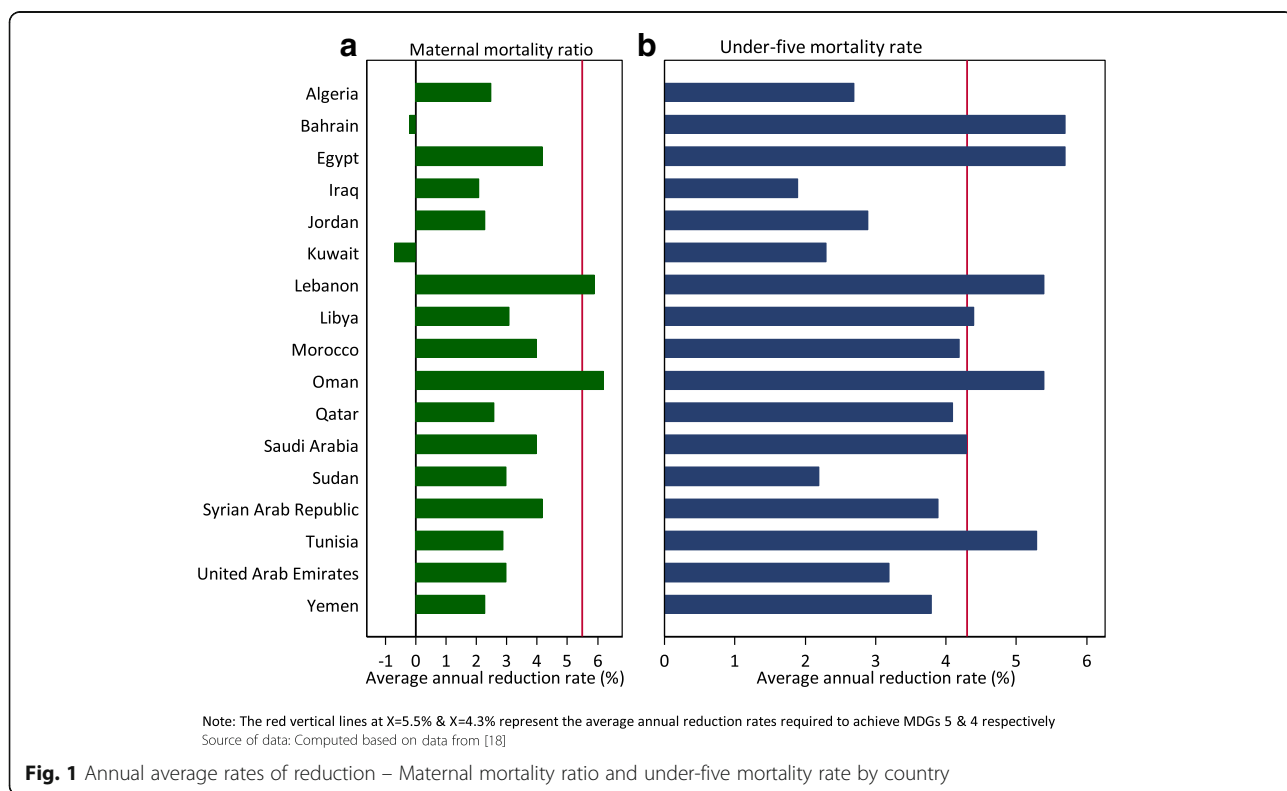 a Maternal mortality ratio
b Under-five mortality rate
Algeria
Bahrain
Egypt
Iraq
Jordan
Kuwait
Lebanon
Libya
Morocco
Oman
Qatar
Saudi Arabia
Sudan
Syrian Arab Republic
Tunisia
United Arab Emirates
Yemen
-1 0 1 2 3 4 5 6
Average annual reduction rate (%)
0 1 2 3 4 5 6
Average annual reduction rate (%)
Note: The red vertical lines at X=5.5% & X=4.3% represent the average annual reduction rates required to achieve MDGs 5 & 4 respectively
Source of data: Computed based on data from [18]
Fig. 1 Annual average rates of reduction – Maternal mortality ratio and under-five mortality rate by country